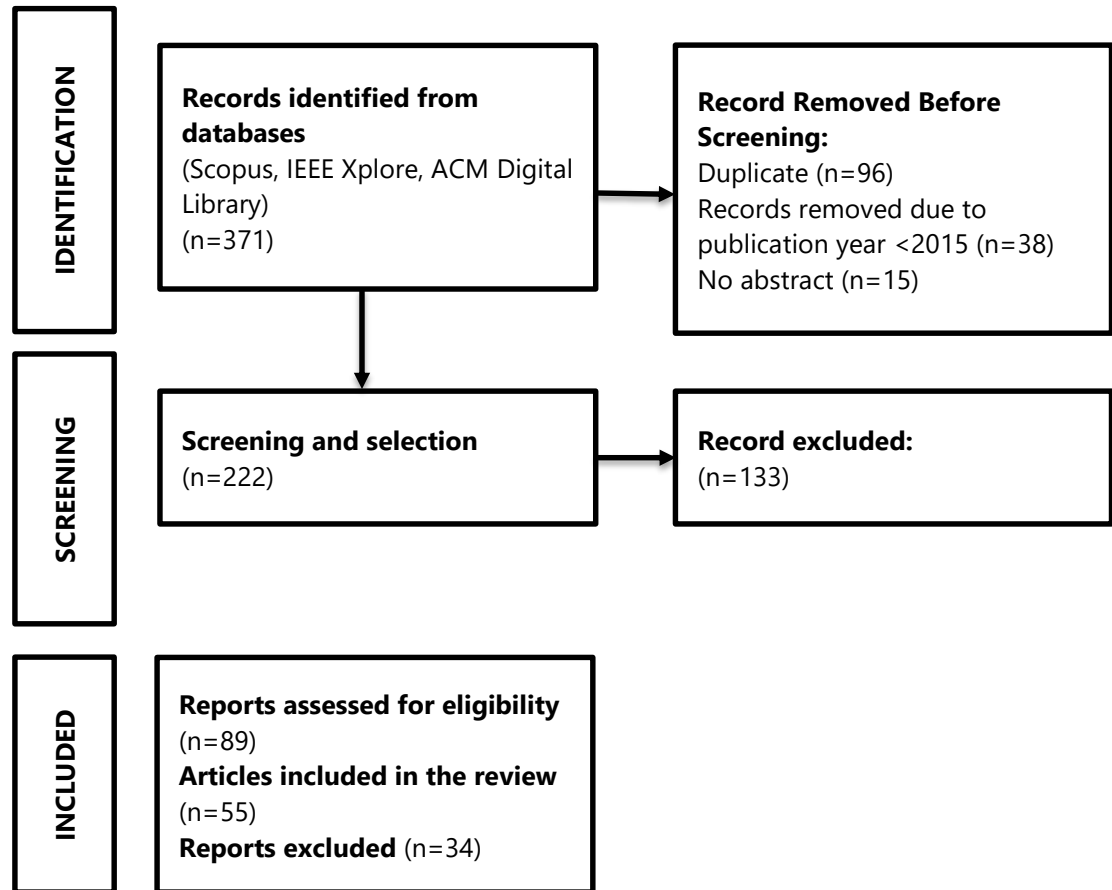 IDENTIFICATION
Records identified from
databases
(Scopus, IEEE Xplore, ACM Digital
Library)
(n=371)
Record Removed Before
Screening:
Duplicate (n=96)
Records removed due to
publication year <2015 (n=38)
No abstract (n=15)
SCREENING
Screening and selection
(n=222)
Record excluded:
(n=133)
INCLUDED
Reports assessed for eligibility
(n=89)
Articles included in the review
(n=55)
Reports excluded (n=34)